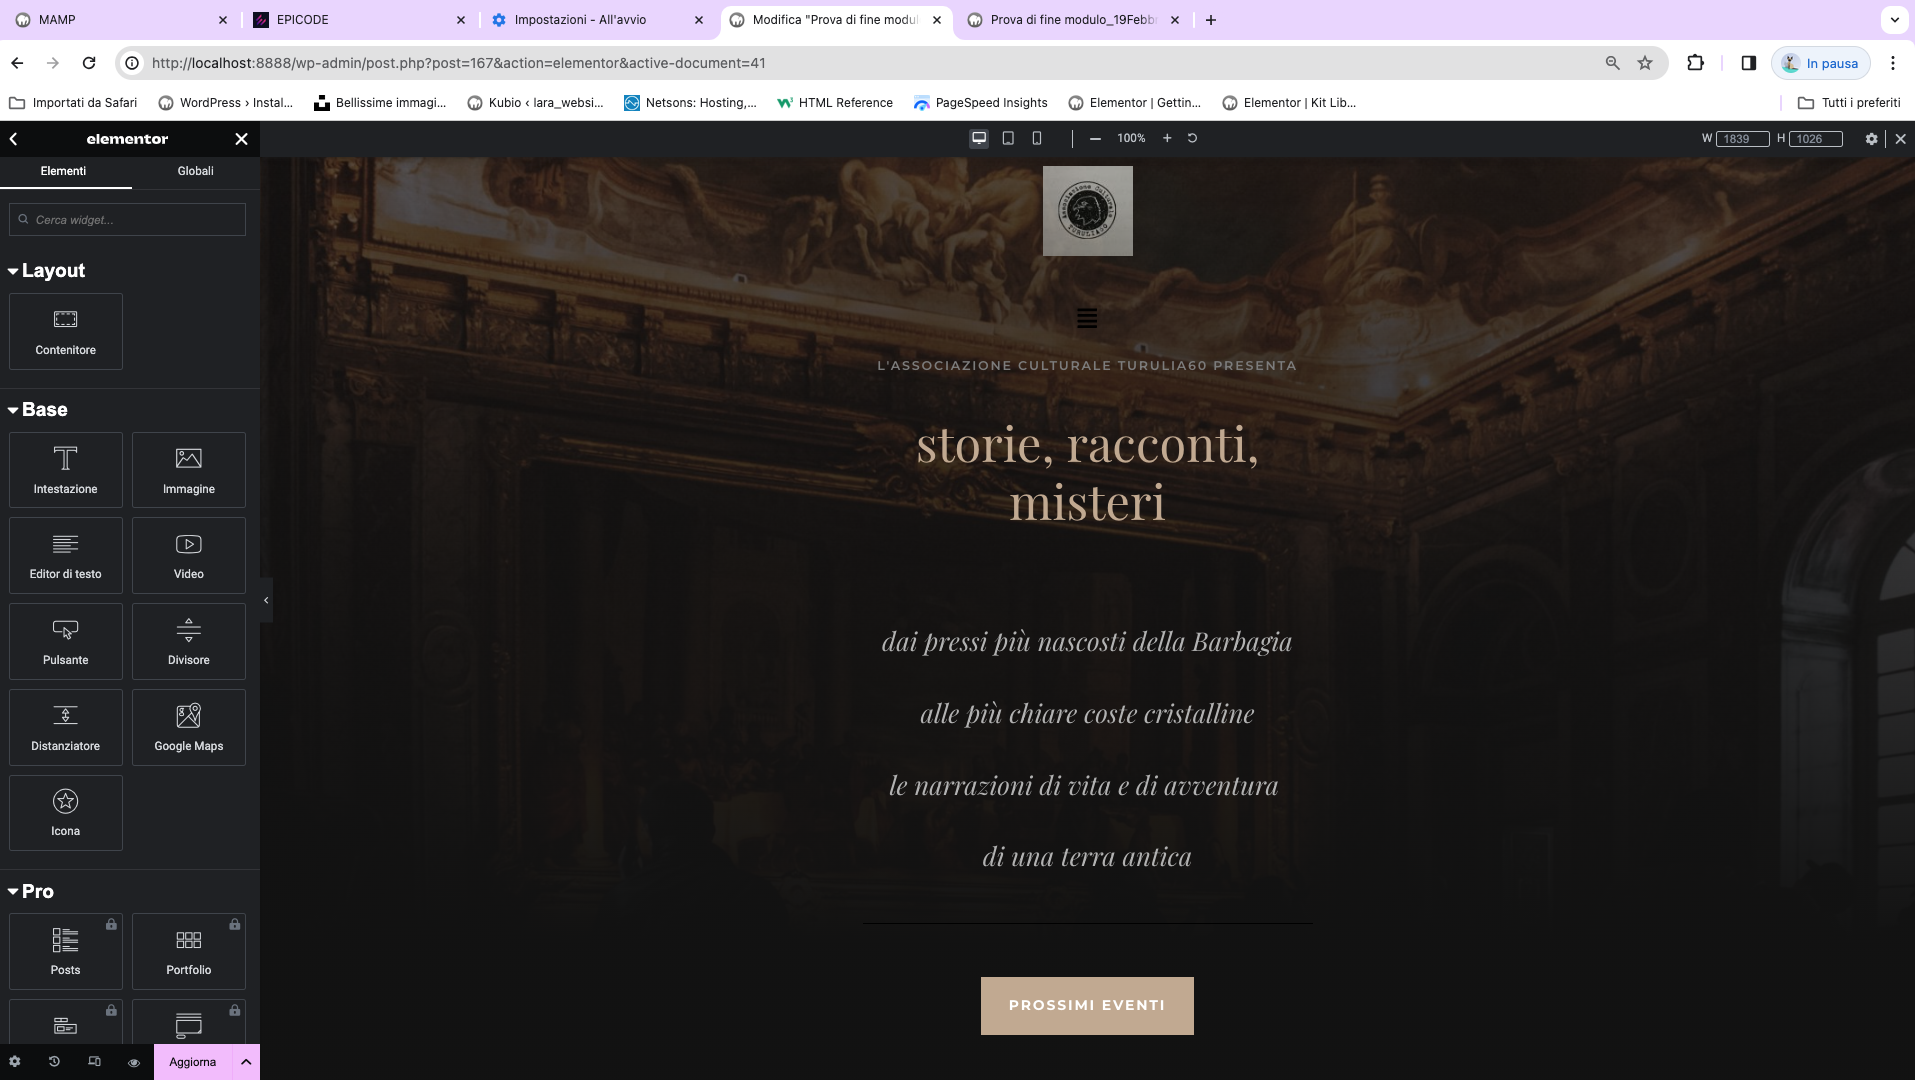 MAMP
EPICODE
Impostazioni - All'avvio
Modifica "Prova di fine modul
Prova di fine modulo_19Febb
http://localhost:8888/wp-admin/post.php?post=167&action=elementor&active-document=41
In pausa
Importati da Safari
WordPress › Instal...
Bellissime immagi...
Kubio ‹ lara_websi...
Netsons: Hosting,...
HTML Reference
PageSpeed Insights
Elementor | Gettin...
Elementor | Kit Lib...
Tutti i preferiti
elementor
100%
W 1839 H 1026
Elementi
Globali
Cerca widget...
Layout
Contenitore
Base
Intestazione
Immagine
Editor di testo
Video
Pulsante
Divisore
Distanziatore
Google Maps
Icona
Pro
Posts
Portfolio
Aggiorna
Associazione Culturale
TURULIA60
L'ASSOCIAZIONE CULTURALE TURULIA60 PRESENTA
storie, racconti,
misteri
dai pressi più nascosti della Barbagia
alle più chiare coste cristalline
le narrazioni di vita e di avventura
di una terra antica
PROSSIMI EVENTI